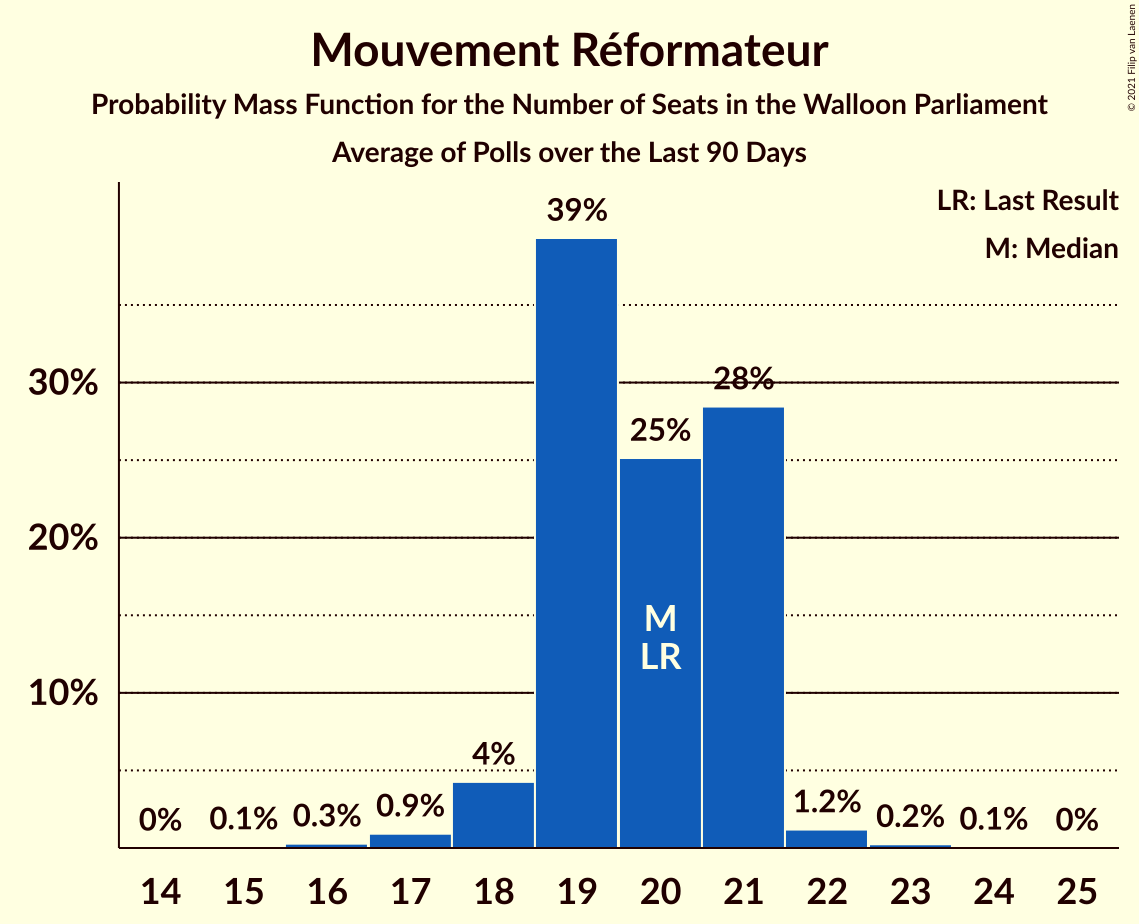 Mouvement Réformateur
Probability Mass Function for the Number of Seats in the Walloon Parliament
Average of Polls over the Last 90 Days
© 2021 Filip van Laenen
LR: Last Result
M: Median
39%
28%
25%
30%
20%
10%
M
LR
0%
0.1%
0.3%
0.9%
4%
1.2%
0.2%
0.1%
0%
14 15 16 17 18 19 20 21 22 23 24 25